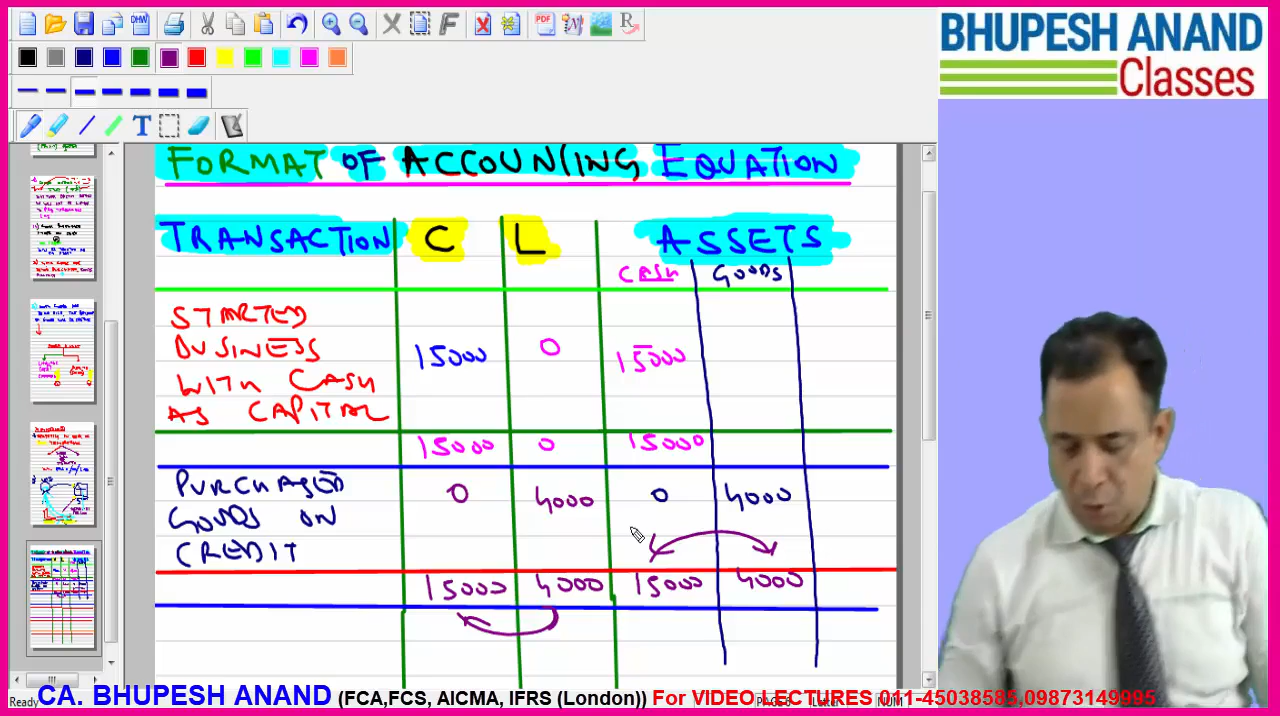 BHUPESH ANAND
Classes
FORMAT OF ACCOUNTING EQUATION
TRANSACTION C L ASSETS
CASH GOODS
STARTED
BUSINESS
WITH CASH
AS CAPITAL
15000 0 15000
15000 0 15000
PURCHASED
GOODS ON
CREDIT
0 4000 0 4000
15000 4000 15000 4000
Ready
NUM
CA. BHUPESH ANAND (FCA,FCS, AICMA, IFRS (London)) For VIDEO LECTURES 011-45038585,09873149995